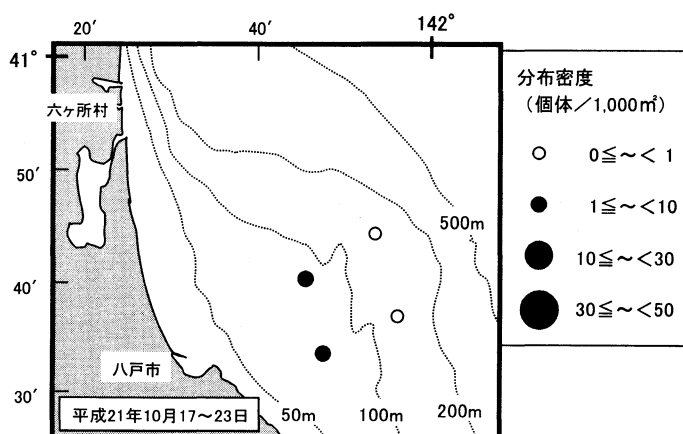 20′ 40′ 142°
41°
六ヶ所村
50′
40′
八戸市
30′
平成21年10月17～23日
50m 100m 200m
500m
分布密度
（個体／1,000㎡）
0≦～＜ 1
1≦～＜10
10≦～＜30
30≦～＜50